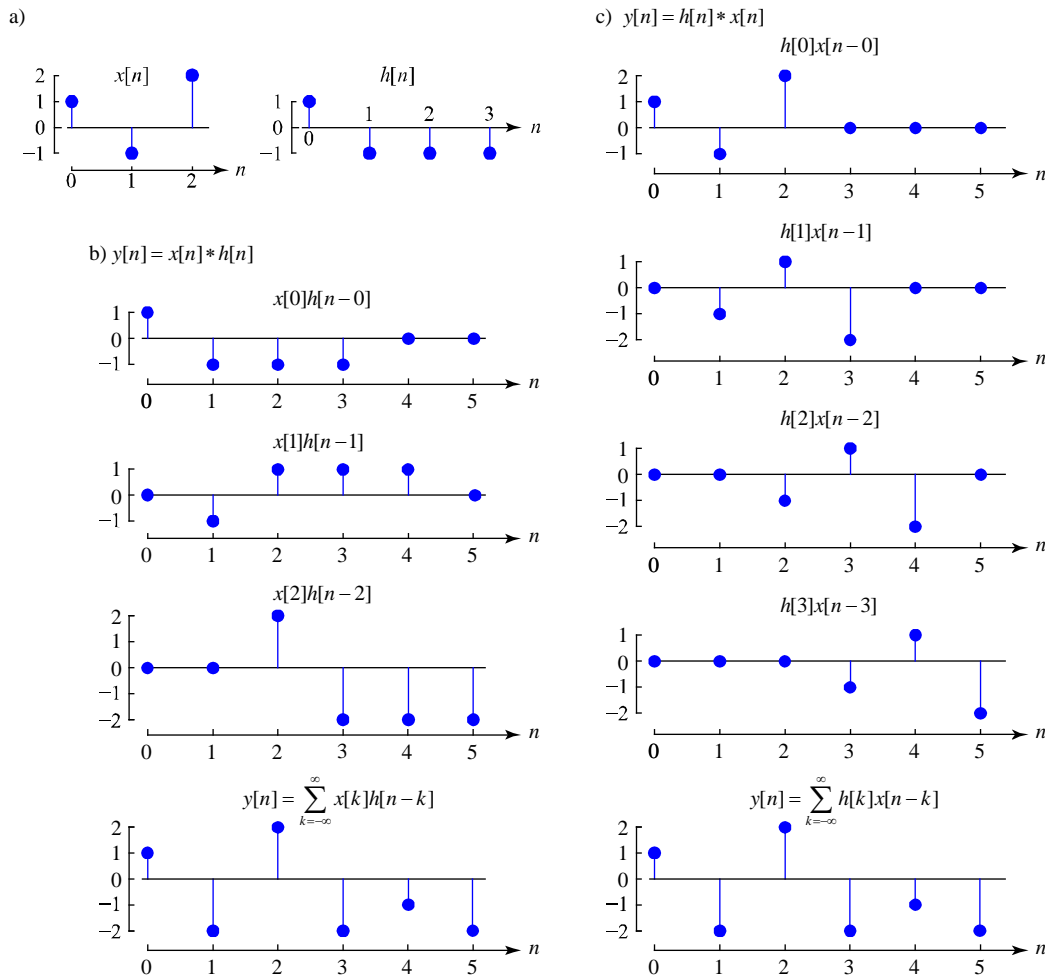 a)
x[n]
2
1
0
−1
0 1 2 n
h[n]
1
0
−1
0 1 2 3 n
b) y[n] = x[n] * h[n]
x[0]h[n−0]
1
0
−1
0 1 2 3 4 5 n
x[1]h[n−1]
1
0
−1
0 1 2 3 4 5 n
x[2]h[n−2]
2
1
0
−1
−2
0 1 2 3 4 5 n
y[n] = ∑_{k=−∞}^{∞} x[k]h[n−k]
2
1
0
−1
−2
0 1 2 3 4 5 n
c) y[n] = h[n] * x[n]
h[0]x[n−0]
2
1
0
−1
0 1 2 3 4 5 n
h[1]x[n−1]
1
0
−1
−2
0 1 2 3 4 5 n
h[2]x[n−2]
1
0
−1
−2
0 1 2 3 4 5 n
h[3]x[n−3]
1
0
−1
−2
0 1 2 3 4 5 n
y[n] = ∑_{k=−∞}^{∞} h[k]x[n−k]
2
1
0
−1
−2
0 1 2 3 4 5 n